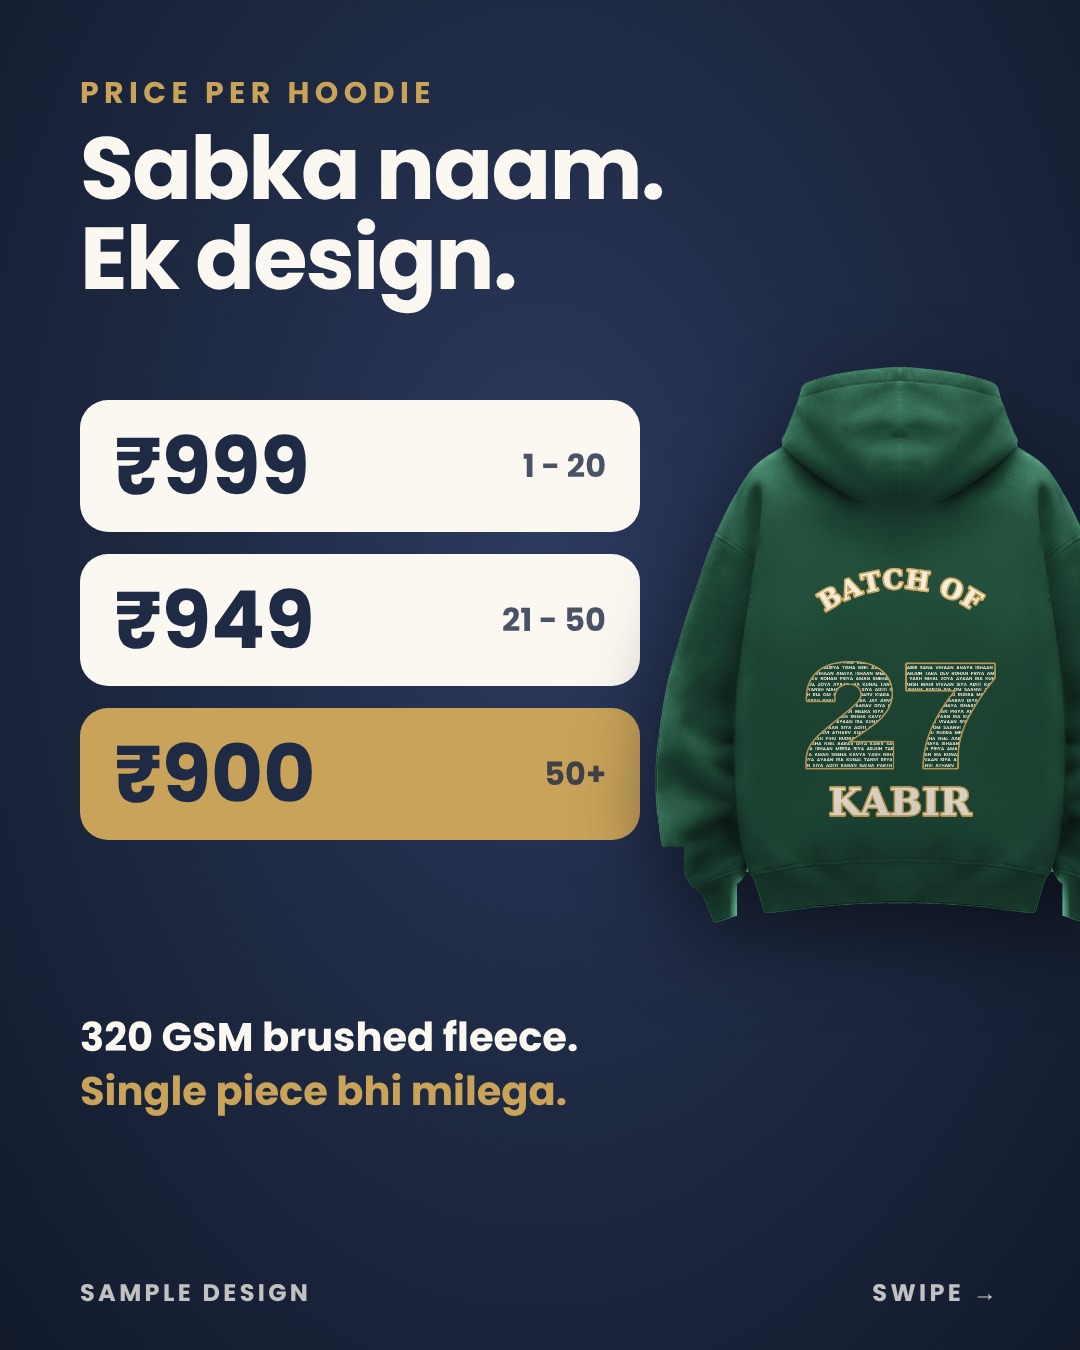 PRICE PER HOODIE
Sabka naam.
Ek design.
₹999
1 – 20
₹949
21 – 50
₹900
50+
BATCH OF
27
KABIR
320 GSM brushed fleece.
Single piece bhi milega.
SAMPLE DESIGN
SWIPE →